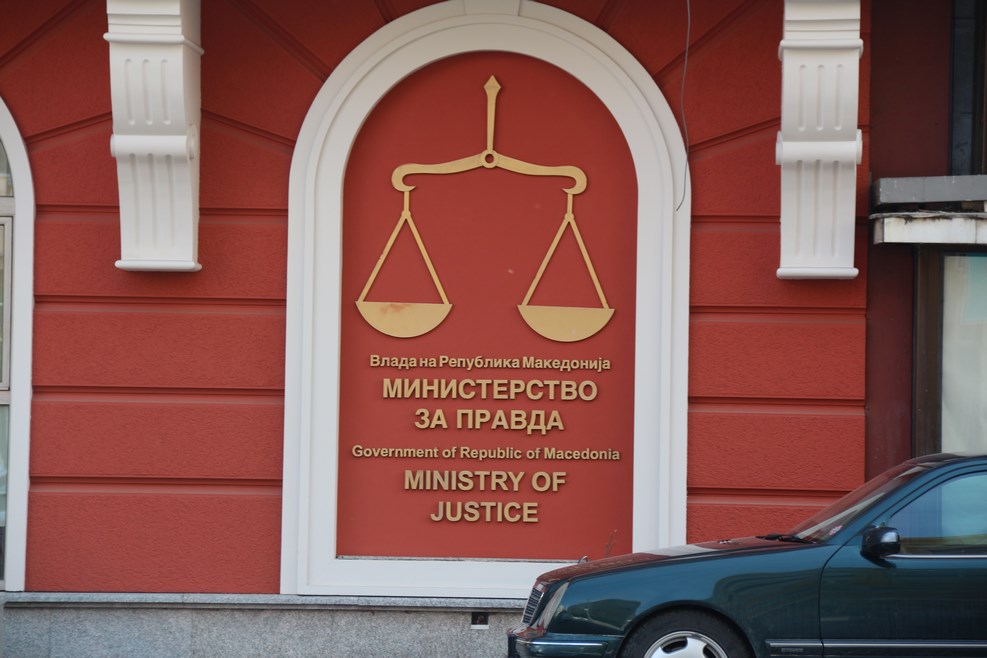 Влада на Република Македонија
МИНИСТЕРСТВО
ЗА ПРАВДА
Government of Republic of Macedonia
MINISTRY OF
JUSTICE